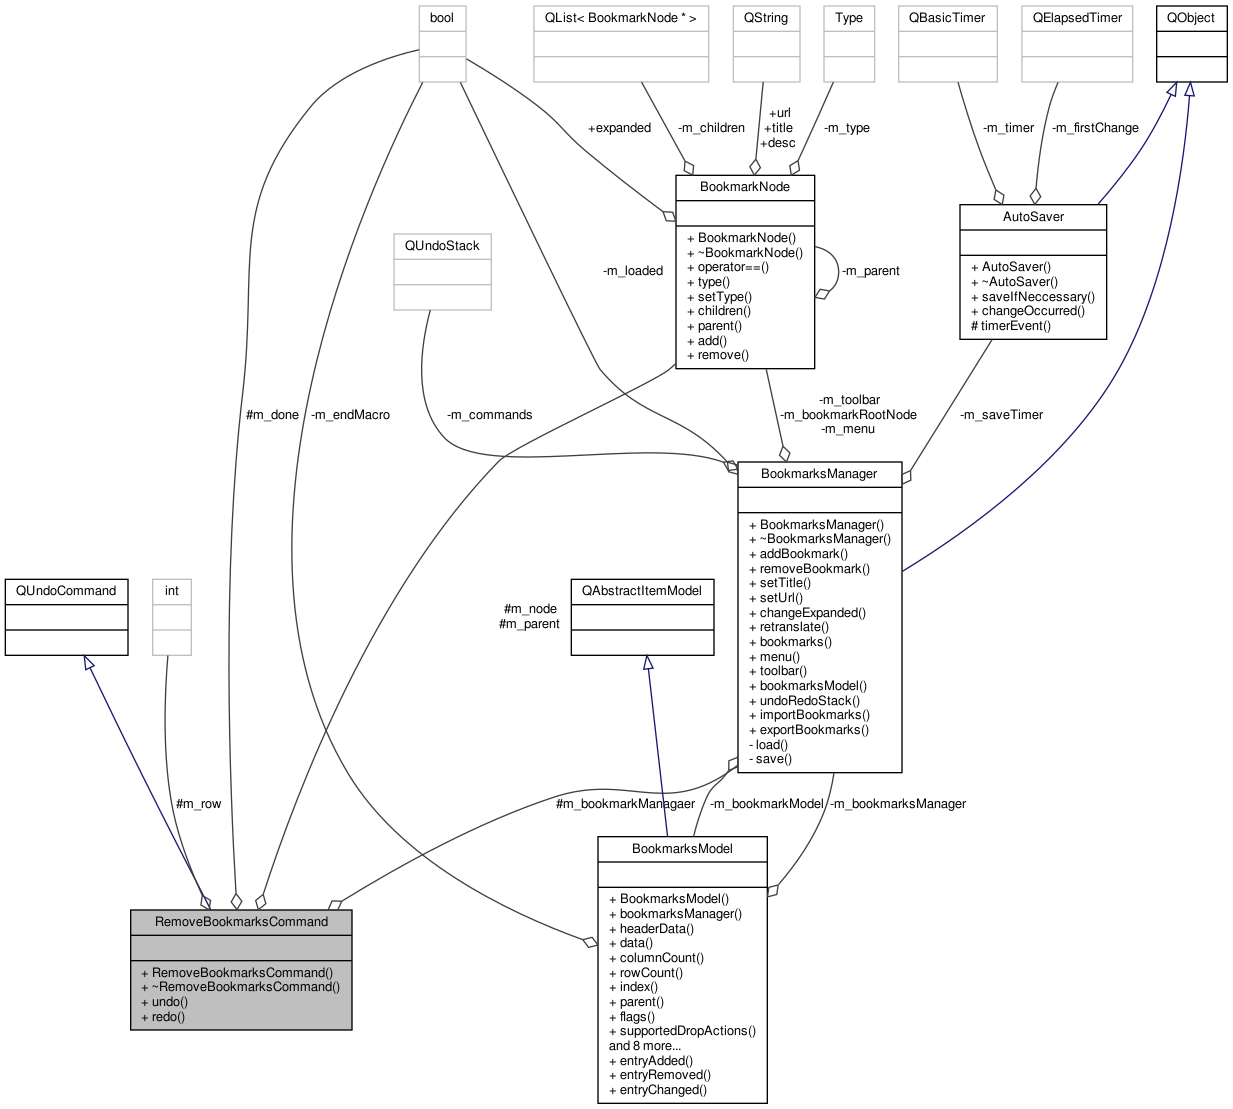 bool
QList< BookmarkNode * >
QString
Type
QBasicTimer
QElapsedTimer
QObject
+expanded
-m_children
+url
+title
+desc
-m_type
-m_timer
-m_firstChange
BookmarkNode
+ BookmarkNode()
+ ~BookmarkNode()
+ operator==()
+ type()
+ setType()
+ children()
+ parent()
+ add()
+ remove()
-m_parent
AutoSaver
+ AutoSaver()
+ ~AutoSaver()
+ saveIfNeccessary()
+ changeOccurred()
# timerEvent()
QUndoStack
-m_loaded
#m_done
-m_endMacro
-m_commands
-m_toolbar
-m_bookmarkRootNode
-m_menu
-m_saveTimer
BookmarksManager
+ BookmarksManager()
+ ~BookmarksManager()
+ addBookmark()
+ removeBookmark()
+ setTitle()
+ setUrl()
+ changeExpanded()
+ retranslate()
+ bookmarks()
+ menu()
+ toolbar()
+ bookmarksModel()
+ undoRedoStack()
+ importBookmarks()
+ exportBookmarks()
- load()
- save()
QUndoCommand
int
#m_node
#m_parent
QAbstractItemModel
#m_row
#m_bookmarkManagaer
-m_bookmarkModel
-m_bookmarksManager
RemoveBookmarksCommand
+ RemoveBookmarksCommand()
+ ~RemoveBookmarksCommand()
+ undo()
+ redo()
BookmarksModel
+ BookmarksModel()
+ bookmarksManager()
+ headerData()
+ data()
+ columnCount()
+ rowCount()
+ index()
+ parent()
+ flags()
+ supportedDropActions()
and 8 more...
+ entryAdded()
+ entryRemoved()
+ entryChanged()